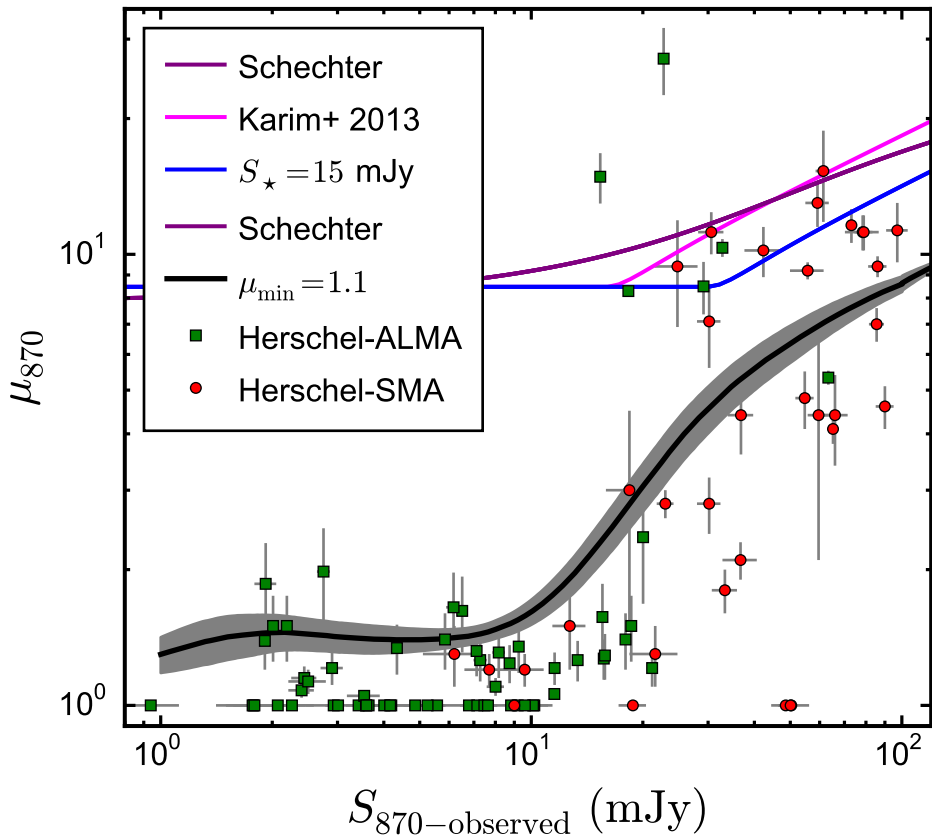 Schechter
Karim+ 2013
S⋆=15 mJy
Schechter
μmin=1.1
Herschel-ALMA
Herschel-SMA
10¹
10⁰
μ870
10⁰ 10¹ 10²
S870−observed (mJy)